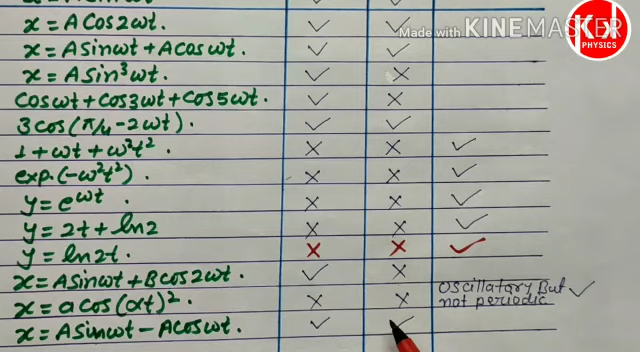 x = A Cos2ωt.
x = A Sinωt + A Cosωt.
x = A Sin³ωt.
Cosωt + Cos3ωt + Cos5ωt.
3 cos(π/4 - 2ωt).
1 + ωt + ω²t².
exp.(-ω²t²).
y = e^ωt.
y = 2t + ln2
y = ln2t.
x = A Sinωt + B cos2ωt.
x = a cos(αt)².
Oscillatory But not periodic
x = A Sinωt - A Cosωt.
Made with KINEMASTER
K x
PHYSICS